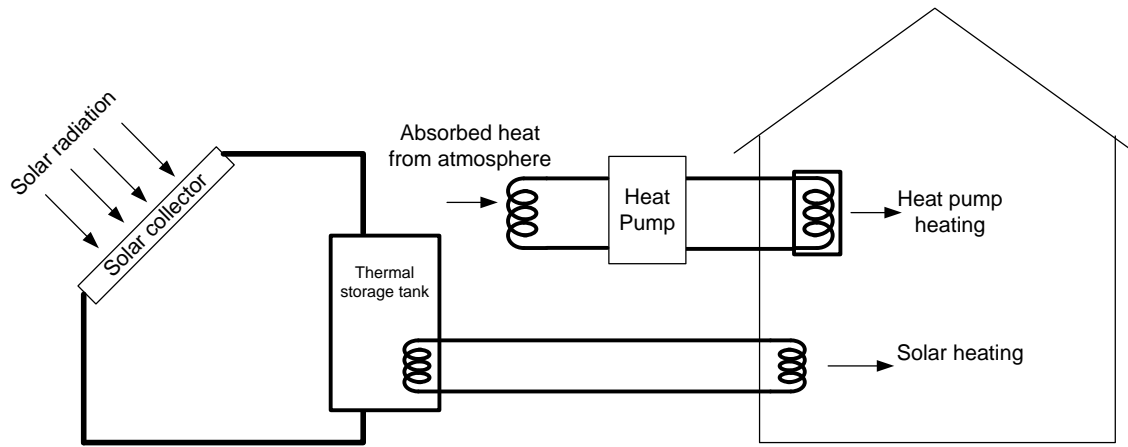 Solar radiation
Solar collector
Thermal
storage tank
Absorbed heat
from atmosphere
Heat
Pump
Heat pump
heating
Solar heating